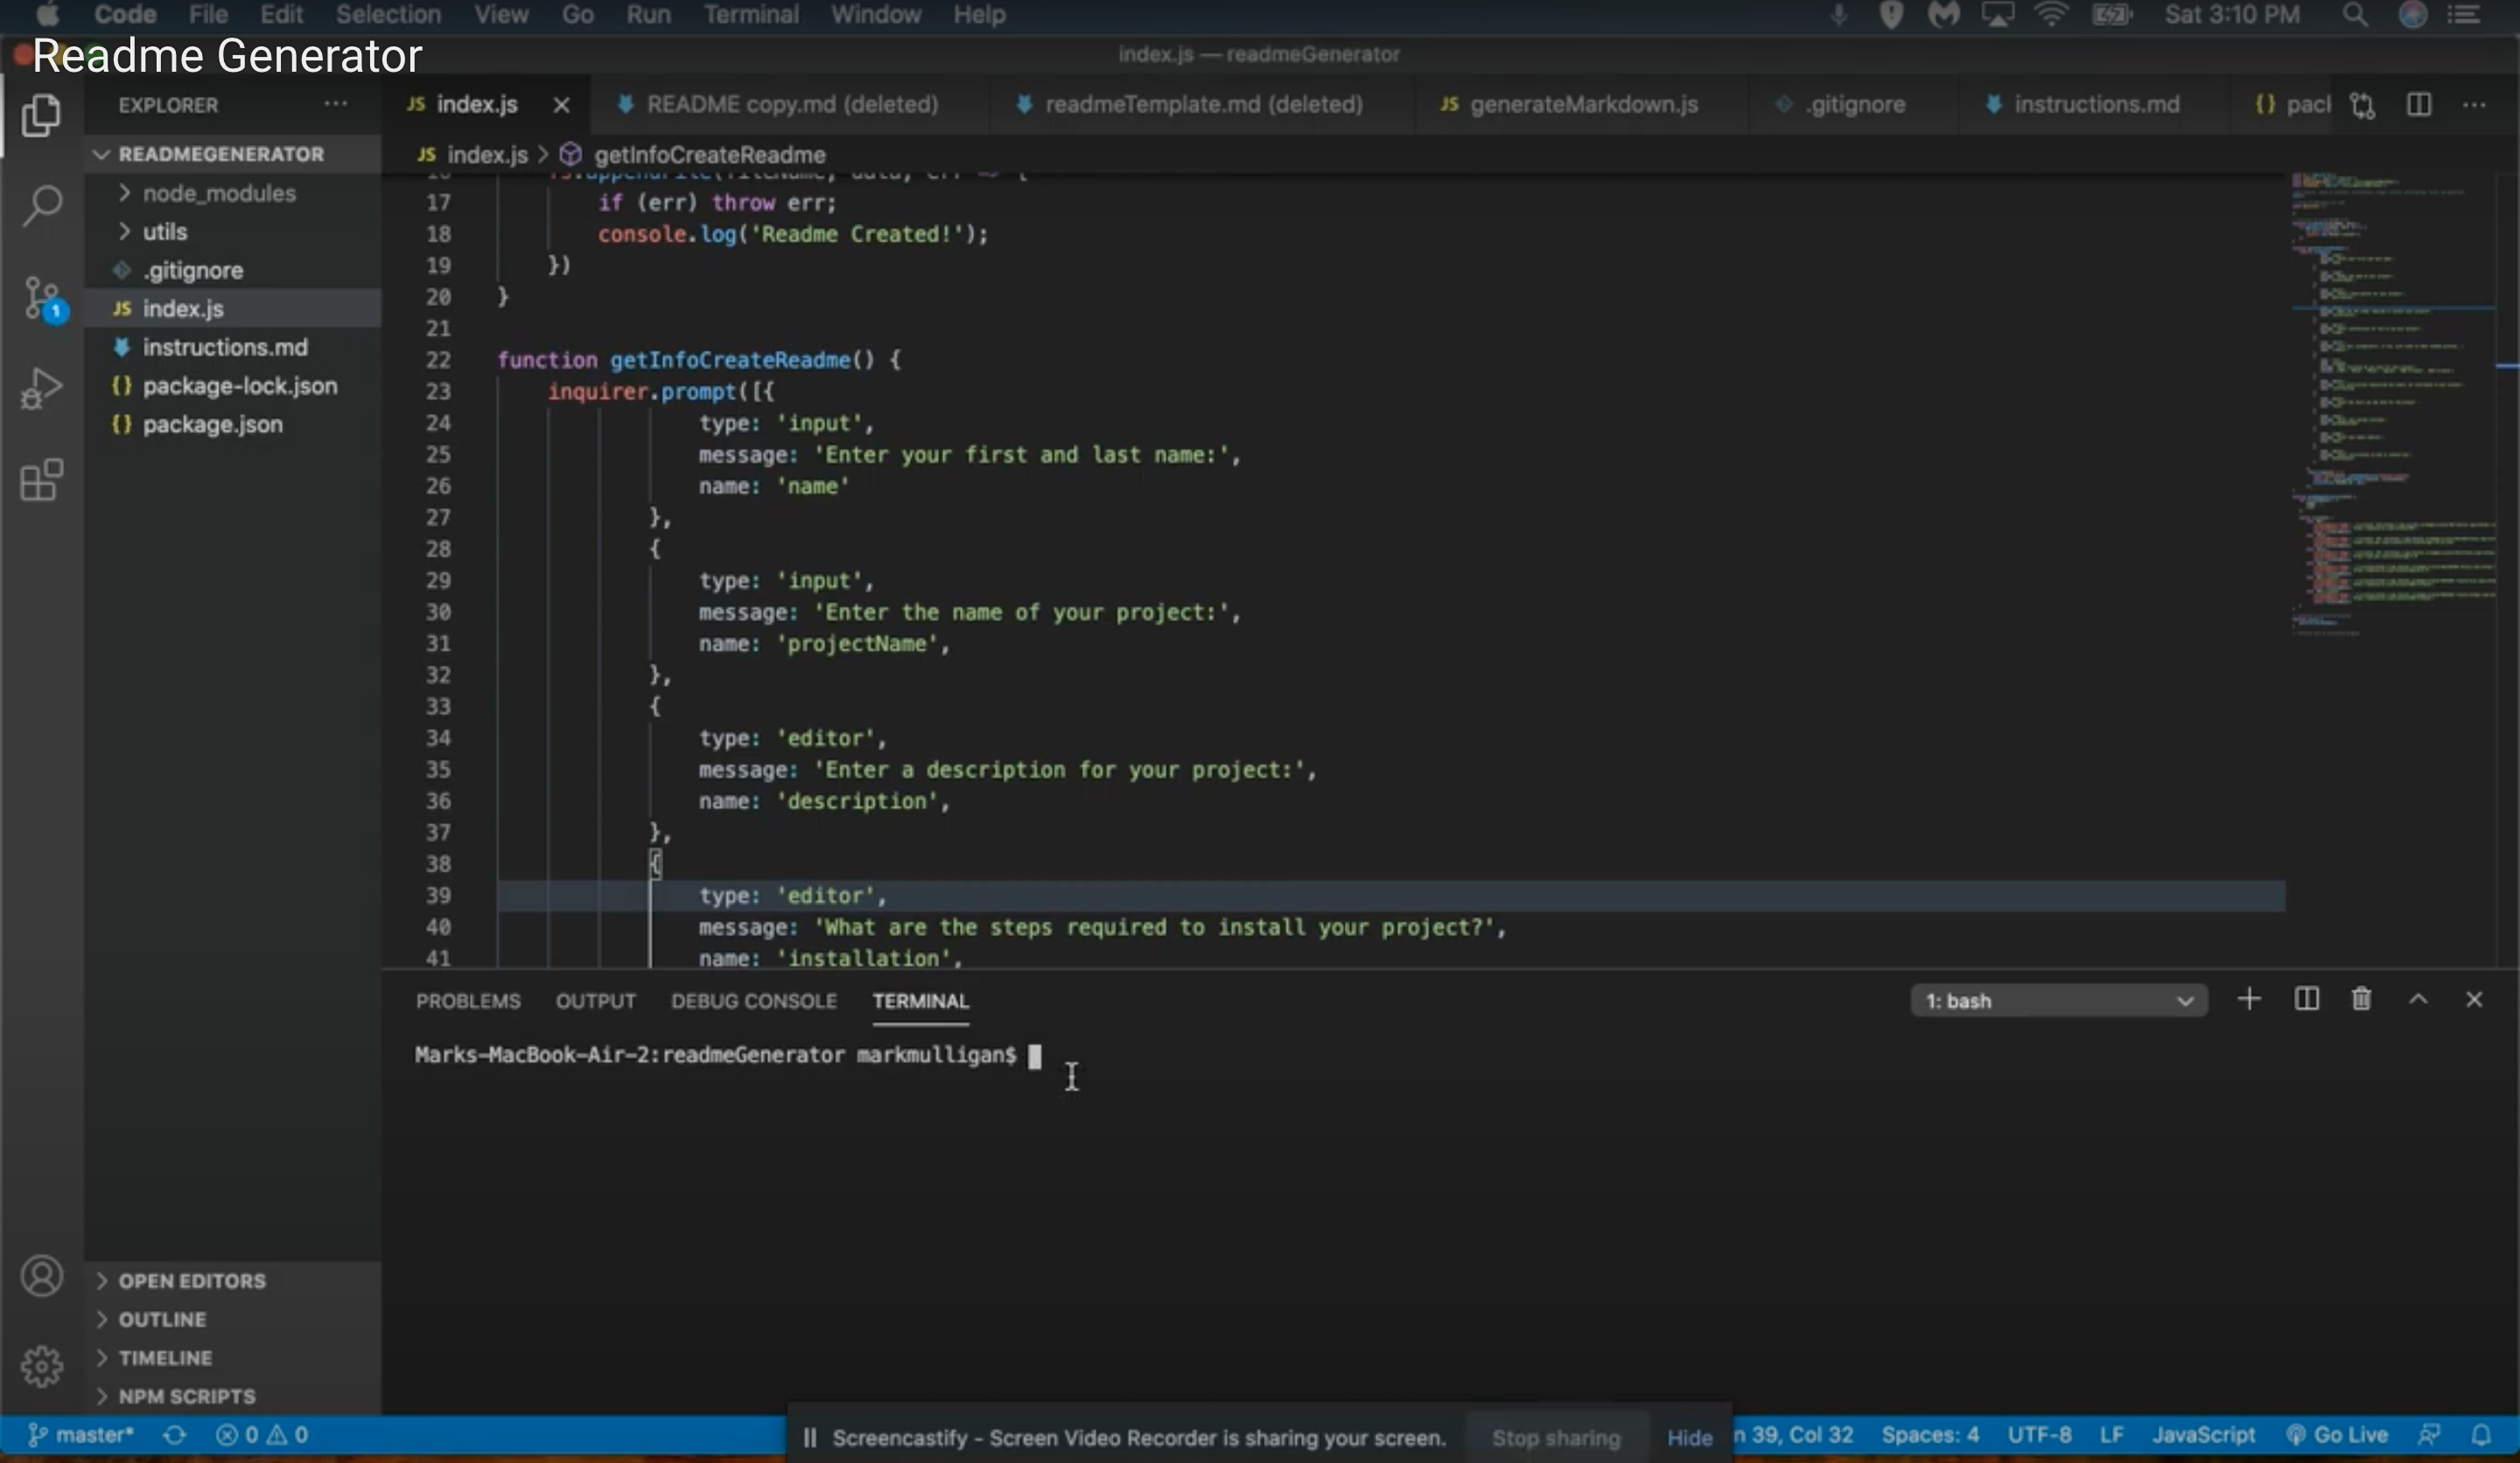 Code File Edit Selection View Go Run Terminal Window Help Sat 3:10 PM
Readme Generator
index.js — readmeGenerator
EXPLORER
JS index.js
README copy.md (deleted)
readmeTemplate.md (deleted)
JS generateMarkdown.js
.gitignore
instructions.md
{} pack
READMEGENERATOR
node_modules
utils
.gitignore
JS index.js
instructions.md
{} package-lock.json
{} package.json
1
JS index.js > getInfoCreateReadme
16 fs.appendFile(fileName, data, err => {
17 if (err) throw err;
18 console.log('Readme Created!');
19 })
20 }
21
22 function getInfoCreateReadme() {
23 inquirer.prompt([{
24 type: 'input',
25 message: 'Enter your first and last name:',
26 name: 'name'
27 },
28 {
29 type: 'input',
30 message: 'Enter the name of your project:',
31 name: 'projectName',
32 },
33 {
34 type: 'editor',
35 message: 'Enter a description for your project:',
36 name: 'description',
37 },
38 {
39 type: 'editor',
40 message: 'What are the steps required to install your project?',
41 name: 'installation',
PROBLEMS OUTPUT DEBUG CONSOLE TERMINAL
1: bash
Marks-MacBook-Air-2:readmeGenerator markmulligan$
OPEN EDITORS
OUTLINE
TIMELINE
NPM SCRIPTS
master* 0 0
Screencastify - Screen Video Recorder is sharing your screen. Stop sharing Hide
n 39, Col 32 Spaces: 4 UTF-8 LF JavaScript Go Live